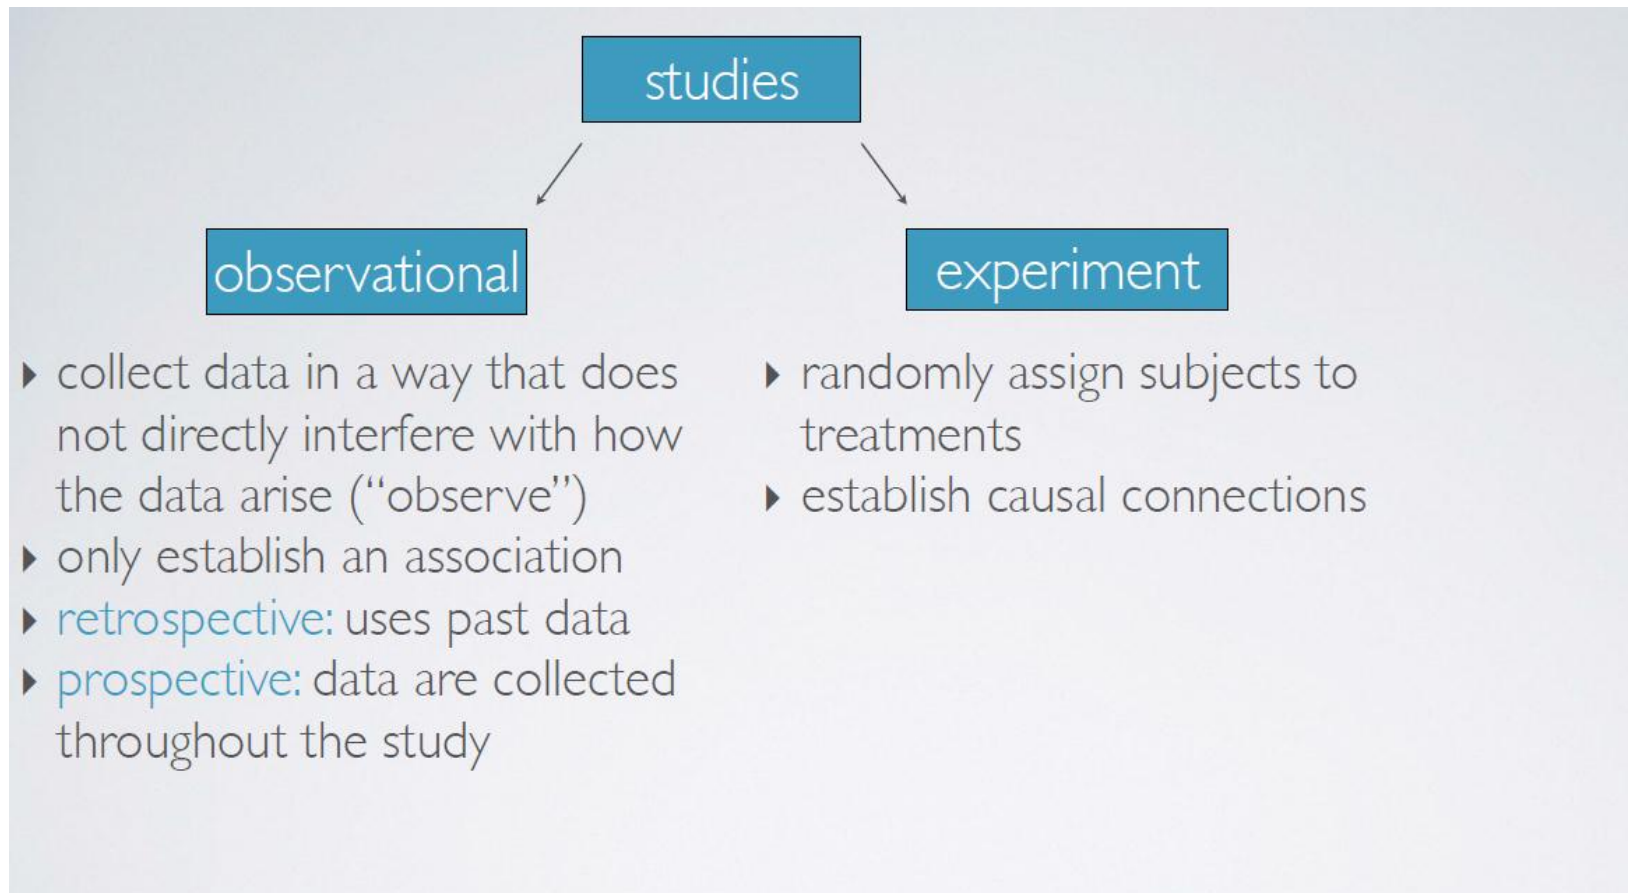 studies
observational
experiment
‣ collect data in a way that does
not directly interfere with how
the data arise (“observe”)
‣ only establish an association
‣ retrospective: uses past data
‣ prospective: data are collected
throughout the study
‣ randomly assign subjects to
treatments
‣ establish causal connections